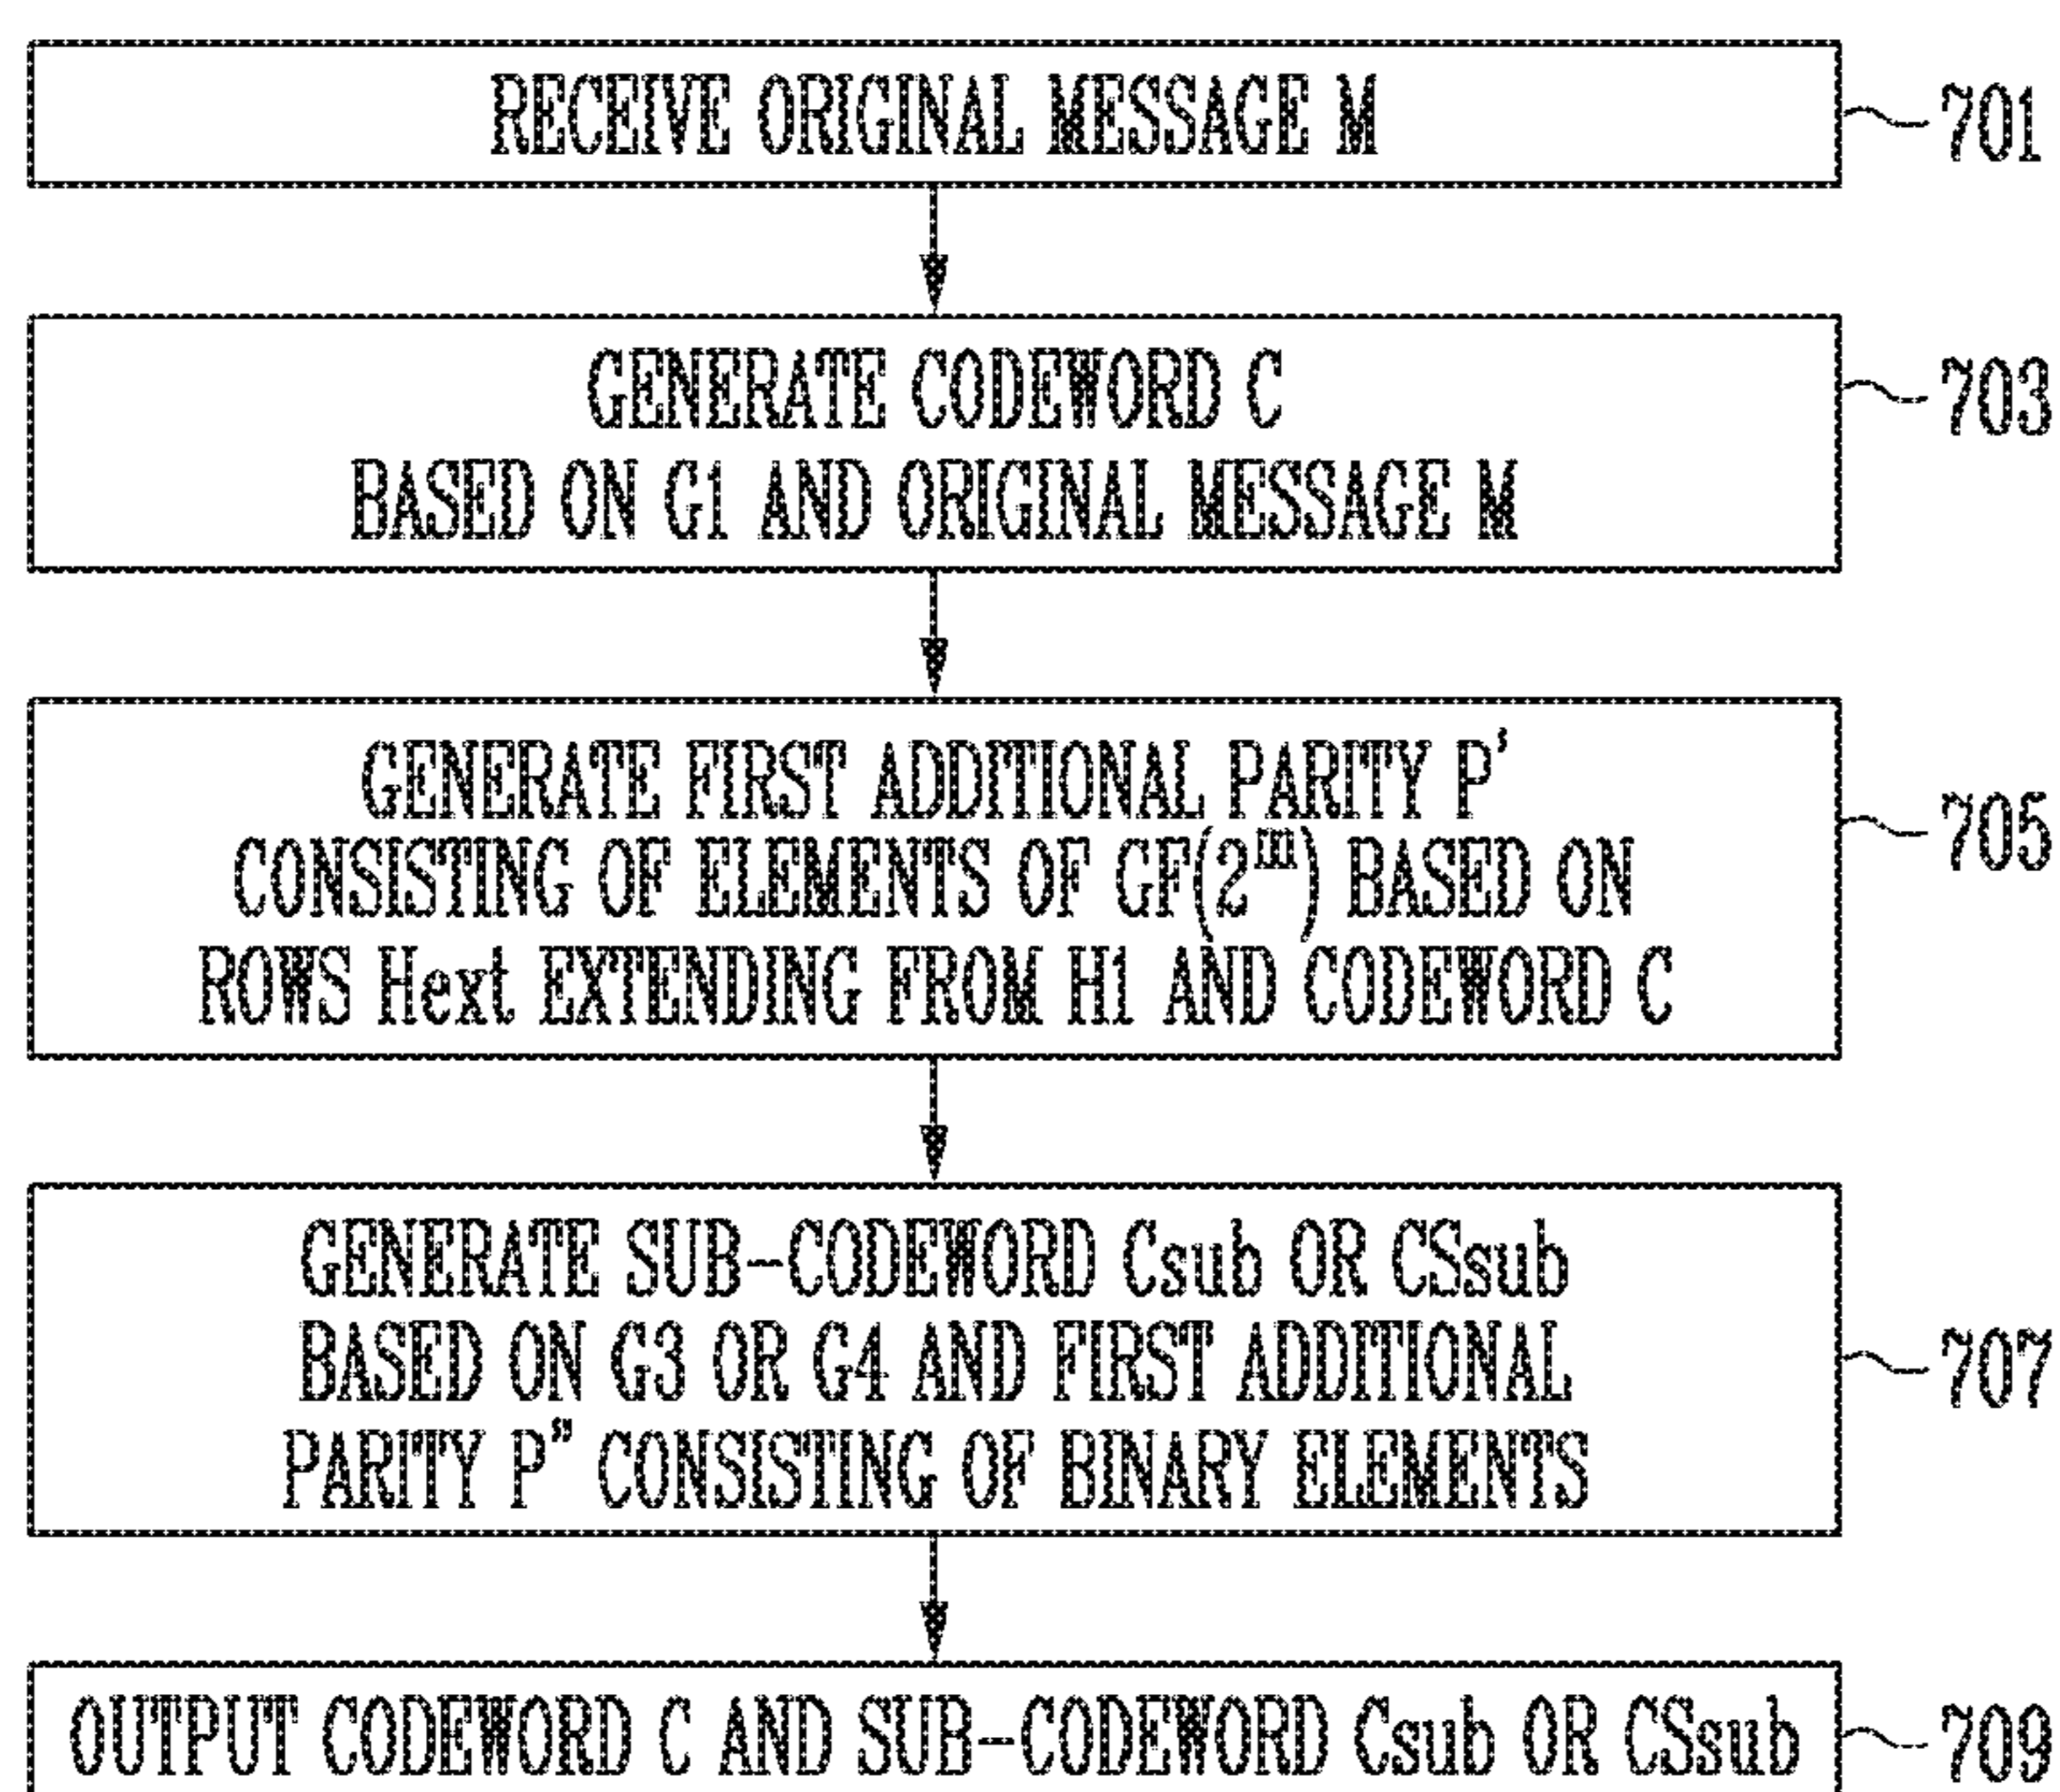 RECEIVE ORIGINAL MESSAGE M
701
GENERATE CODEWORD C
703
BASED ON G1 AND ORIGINAL MESSAGE M
GENERATE FIRST ADDITIONAL PARITY P'
705
CONSISTING OF ELEMENTS OF GF(2^m) BASED ON
ROWS Hext EXTENDING FROM H1 AND CODEWORD C
GENERATE SUB-CODEWORD Csub OR CSsub
BASED ON G3 OR G4 AND FIRST ADDITIONAL
707
PARITY P" CONSISTING OF BINARY ELEMENTS
OUTPUT CODEWORD C AND SUB-CODEWORD Csub OR CSsub
709